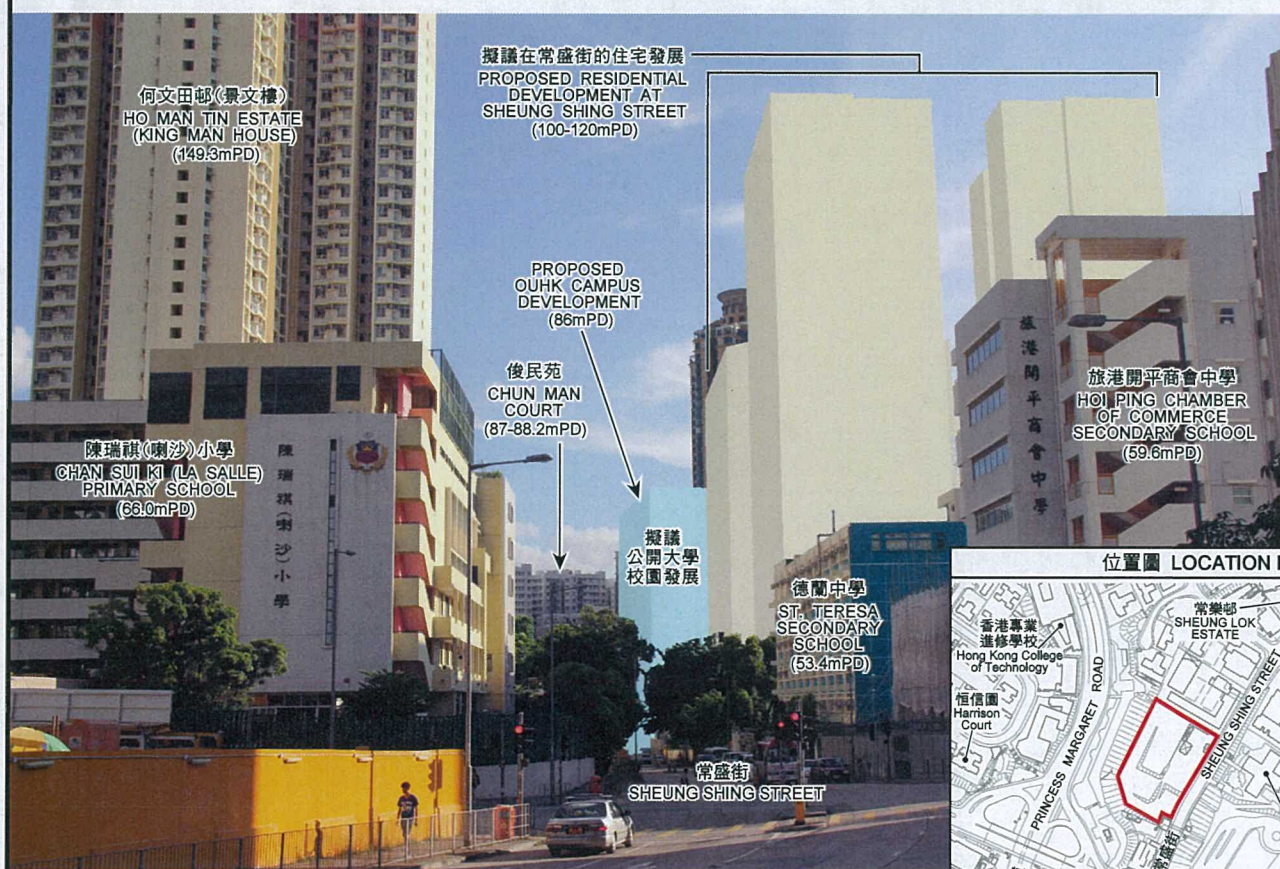 何文田邨(景文樓)
HO MAN TIN ESTATE
(KING MAN HOUSE)
(149.3mPD)
擬議在常盛街的住宅發展
PROPOSED RESIDENTIAL
DEVELOPMENT AT
SHEUNG SHING STREET
(100-120mPD)
PROPOSED
OUHK CAMPUS
DEVELOPMENT
(86mPD)
俊民苑
CHUN MAN
COURT
(87-88.2mPD)
陳瑞祺(喇沙)小學
CHAN SUI KI (LA SALLE)
PRIMARY SCHOOL
(66.0mPD)
陳瑞祺(喇沙)小學
擬議
公開大學
校園發展
德蘭中學
ST. TERESA
SECONDARY
SCHOOL
(53.4mPD)
旅港開平商會中學
旅港開平商會中學
HOI PING CHAMBER
OF COMMERCE
SECONDARY SCHOOL
(59.6mPD)
常盛街
SHEUNG SHING STREET
位置圖 LOCATION
香港專業
進修學校
Hong Kong College
of Technology
恒信園
Harrison
Court
PRINCESS MARGARET ROAD
常樂邨
SHEUNG LOK
ESTATE
SHEUNG SHING STREET
常盛街